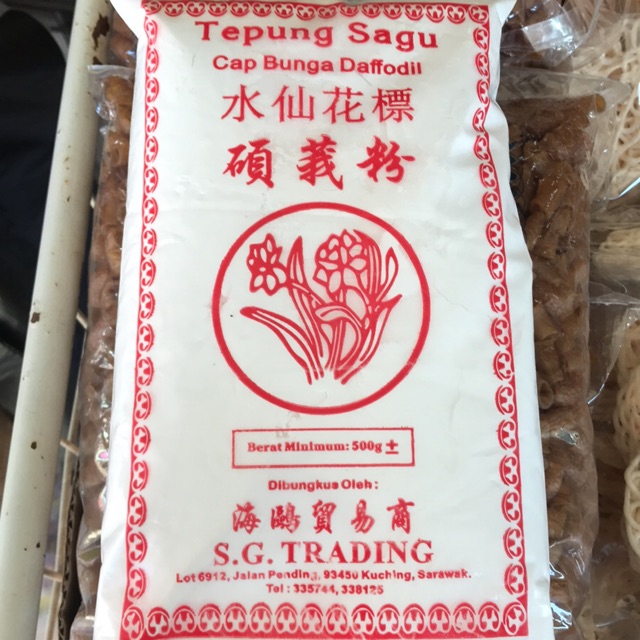 Tepung Sagu
Cap Bunga Daffodil
水仙花標
碩莪粉
Berat Minimum: 500g ±
Dibungkus Oleh :
海鷗貿易商
S.G. TRADING
Lot 6912, Jalan Pending, 93450 Kuching, Sarawak.
Tel : 335744, 338125